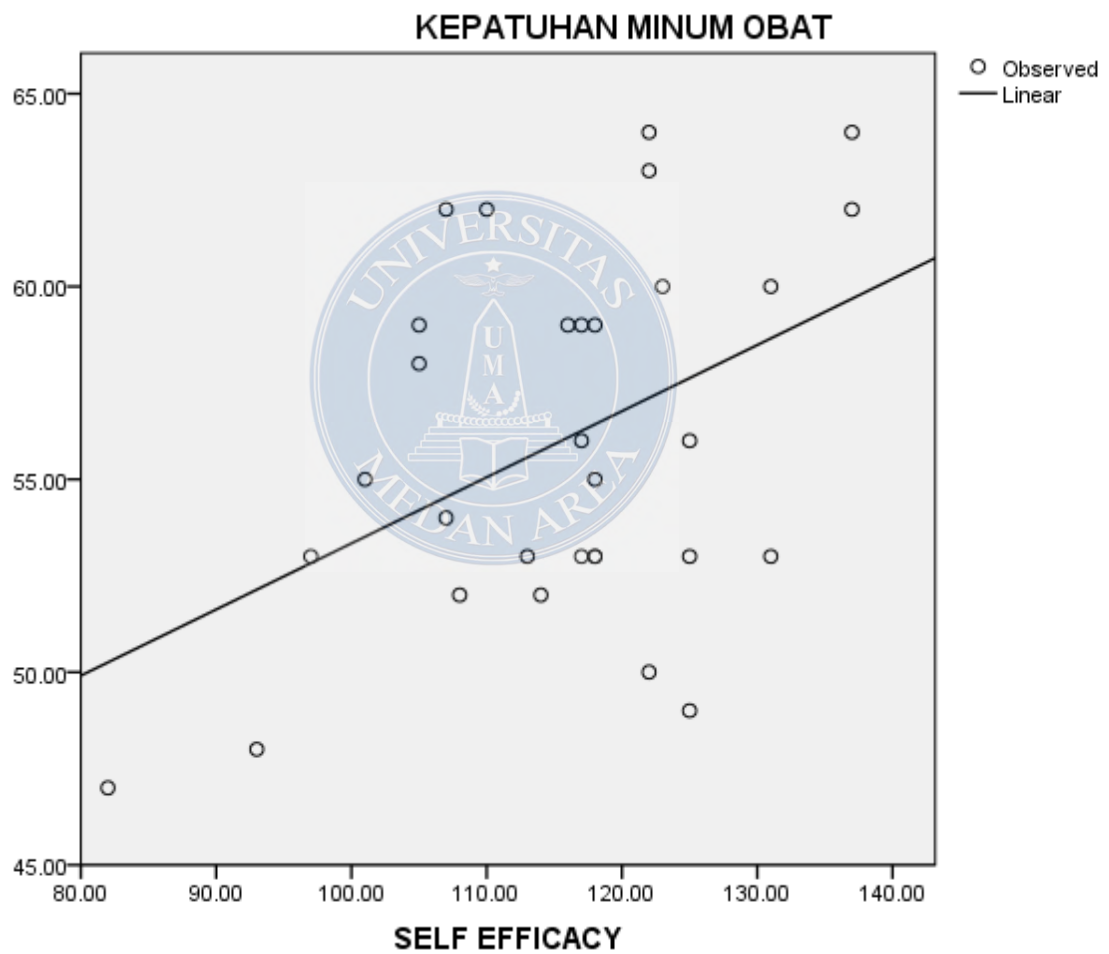 KEPATUHAN MINUM OBAT
Observed
Linear
65.00
60.00
55.00
50.00
45.00
80.00 90.00 100.00 110.00 120.00 130.00 140.00
SELF EFFICACY
UNIVERSITAS
UMA
MEDAN AREA